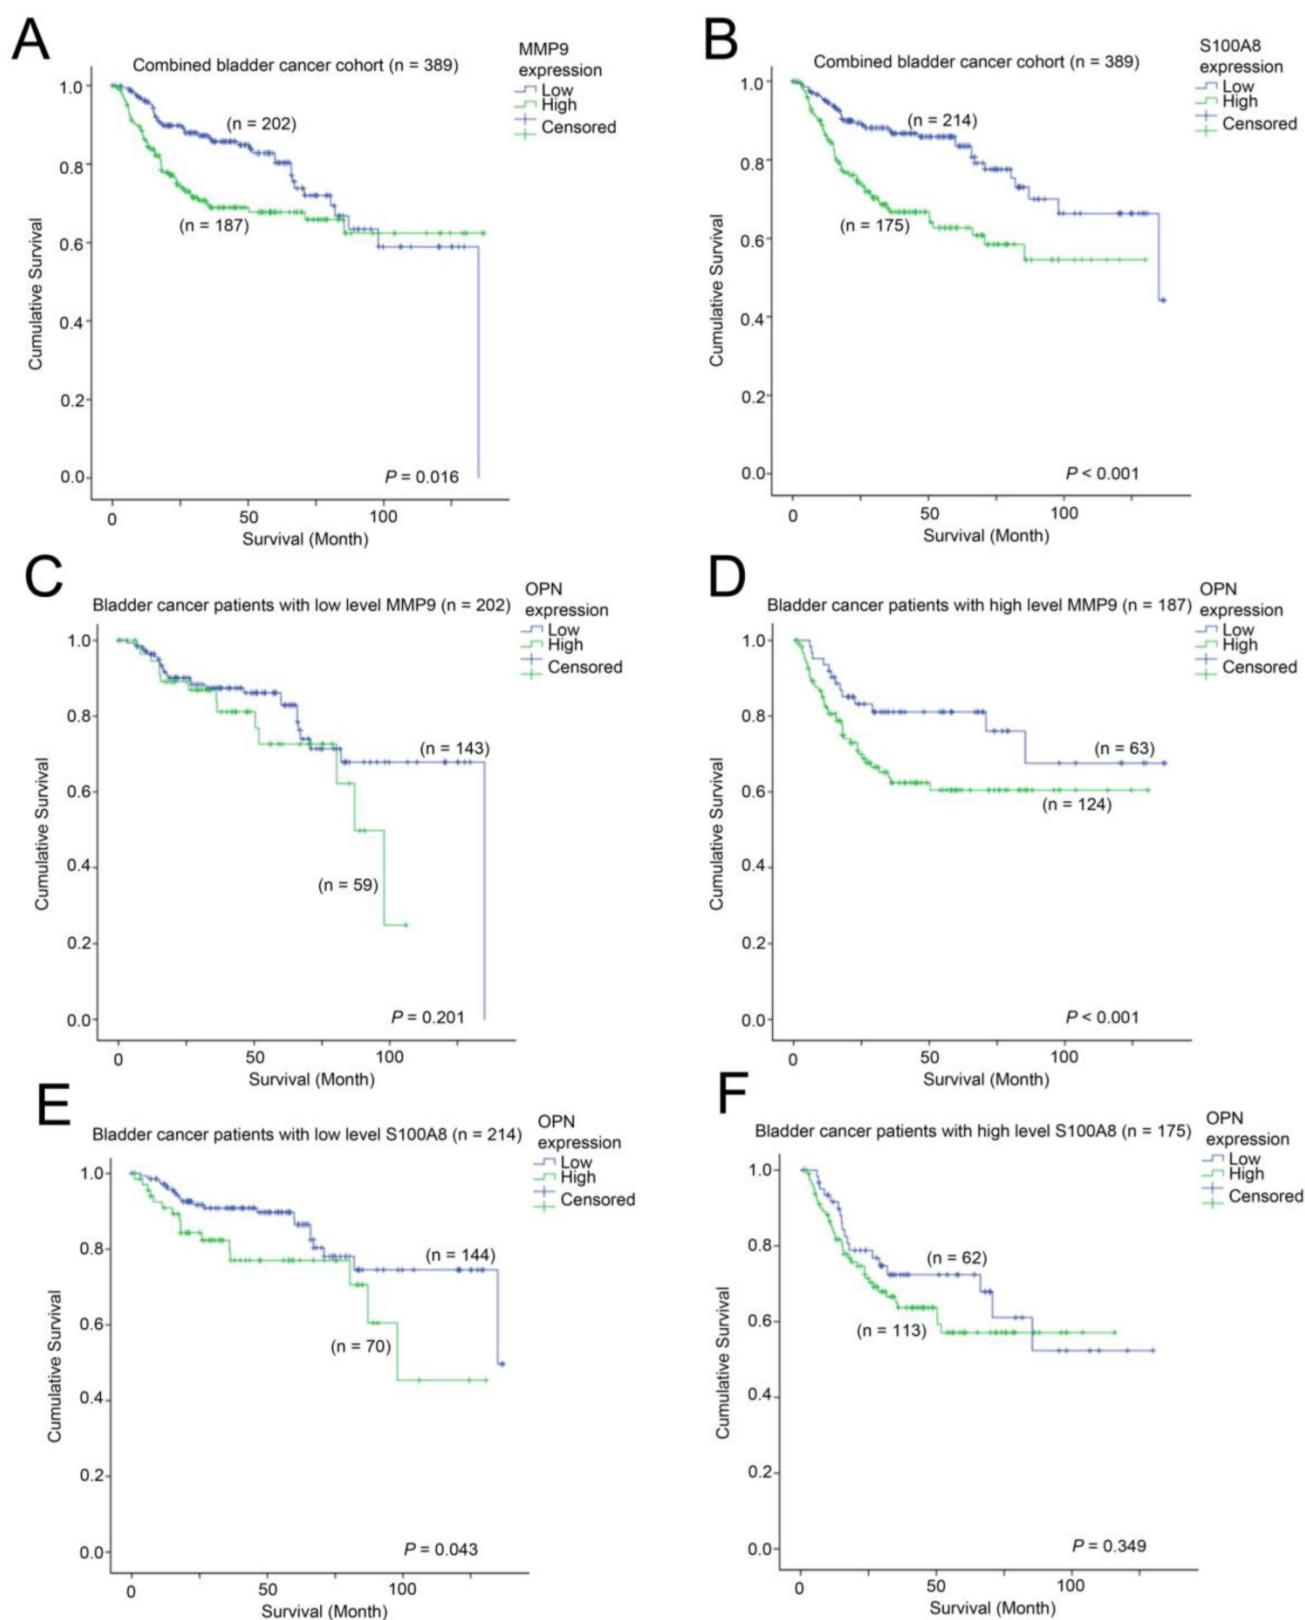 A
Combined bladder cancer cohort (n = 389)
MMP9
expression
Low
High
Censored
(n = 202)
(n = 187)
1.0
0.8
0.6
0.4
0.2
0.0
Cumulative Survival
P = 0.016
0
50
100
Survival (Month)
B
Combined bladder cancer cohort (n = 389)
S100A8
expression
Low
High
Censored
(n = 214)
(n = 175)
1.0
0.8
0.6
0.4
0.2
0.0
Cumulative Survival
P < 0.001
0
50
100
Survival (Month)
C
Bladder cancer patients with low level MMP9 (n = 202)
OPN
expression
Low
High
Censored
(n = 143)
(n = 59)
1.0
0.8
0.6
0.4
0.2
0.0
Cumulative Survival
P = 0.201
0
50
100
Survival (Month)
D
Bladder cancer patients with high level MMP9 (n = 187)
OPN
expression
Low
High
Censored
(n = 63)
(n = 124)
1.0
0.8
0.6
0.4
0.2
0.0
Cumulative Survival
P < 0.001
0
50
100
Survival (Month)
E
Bladder cancer patients with low level S100A8 (n = 214)
OPN
expression
Low
High
Censored
(n = 144)
(n = 70)
1.0
0.8
0.6
0.4
0.2
0.0
Cumulative Survival
P = 0.043
0
50
100
Survival (Month)
F
Bladder cancer patients with high level S100A8 (n = 175)
OPN
expression
Low
High
Censored
(n = 62)
(n = 113)
1.0
0.8
0.6
0.4
0.2
0.0
Cumulative Survival
P = 0.349
0
50
100
Survival (Month)